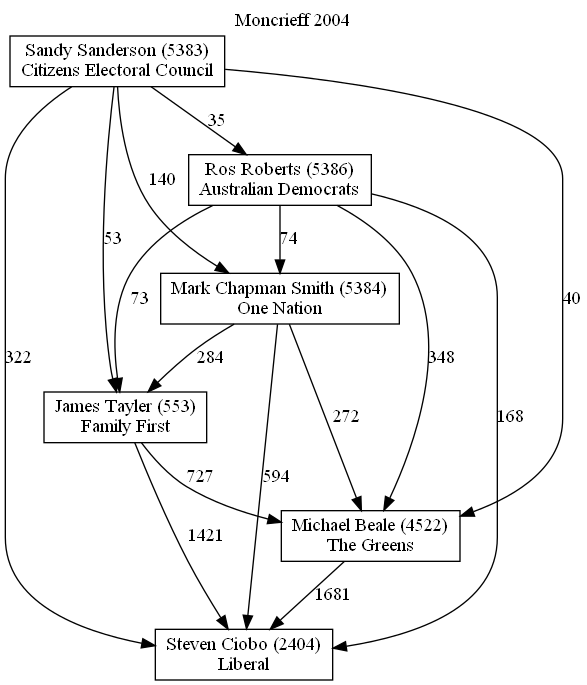 Moncrieff 2004
Sandy Sanderson (5383)
Citizens Electoral Council
35
Ros Roberts (5386)
Australian Democrats
140
53
74
Mark Chapman Smith (5384)
One Nation
73
40
322
284
348
James Tayler (553)
Family First
272
168
727
594
Michael Beale (4522)
The Greens
1421
1681
Steven Ciobo (2404)
Liberal